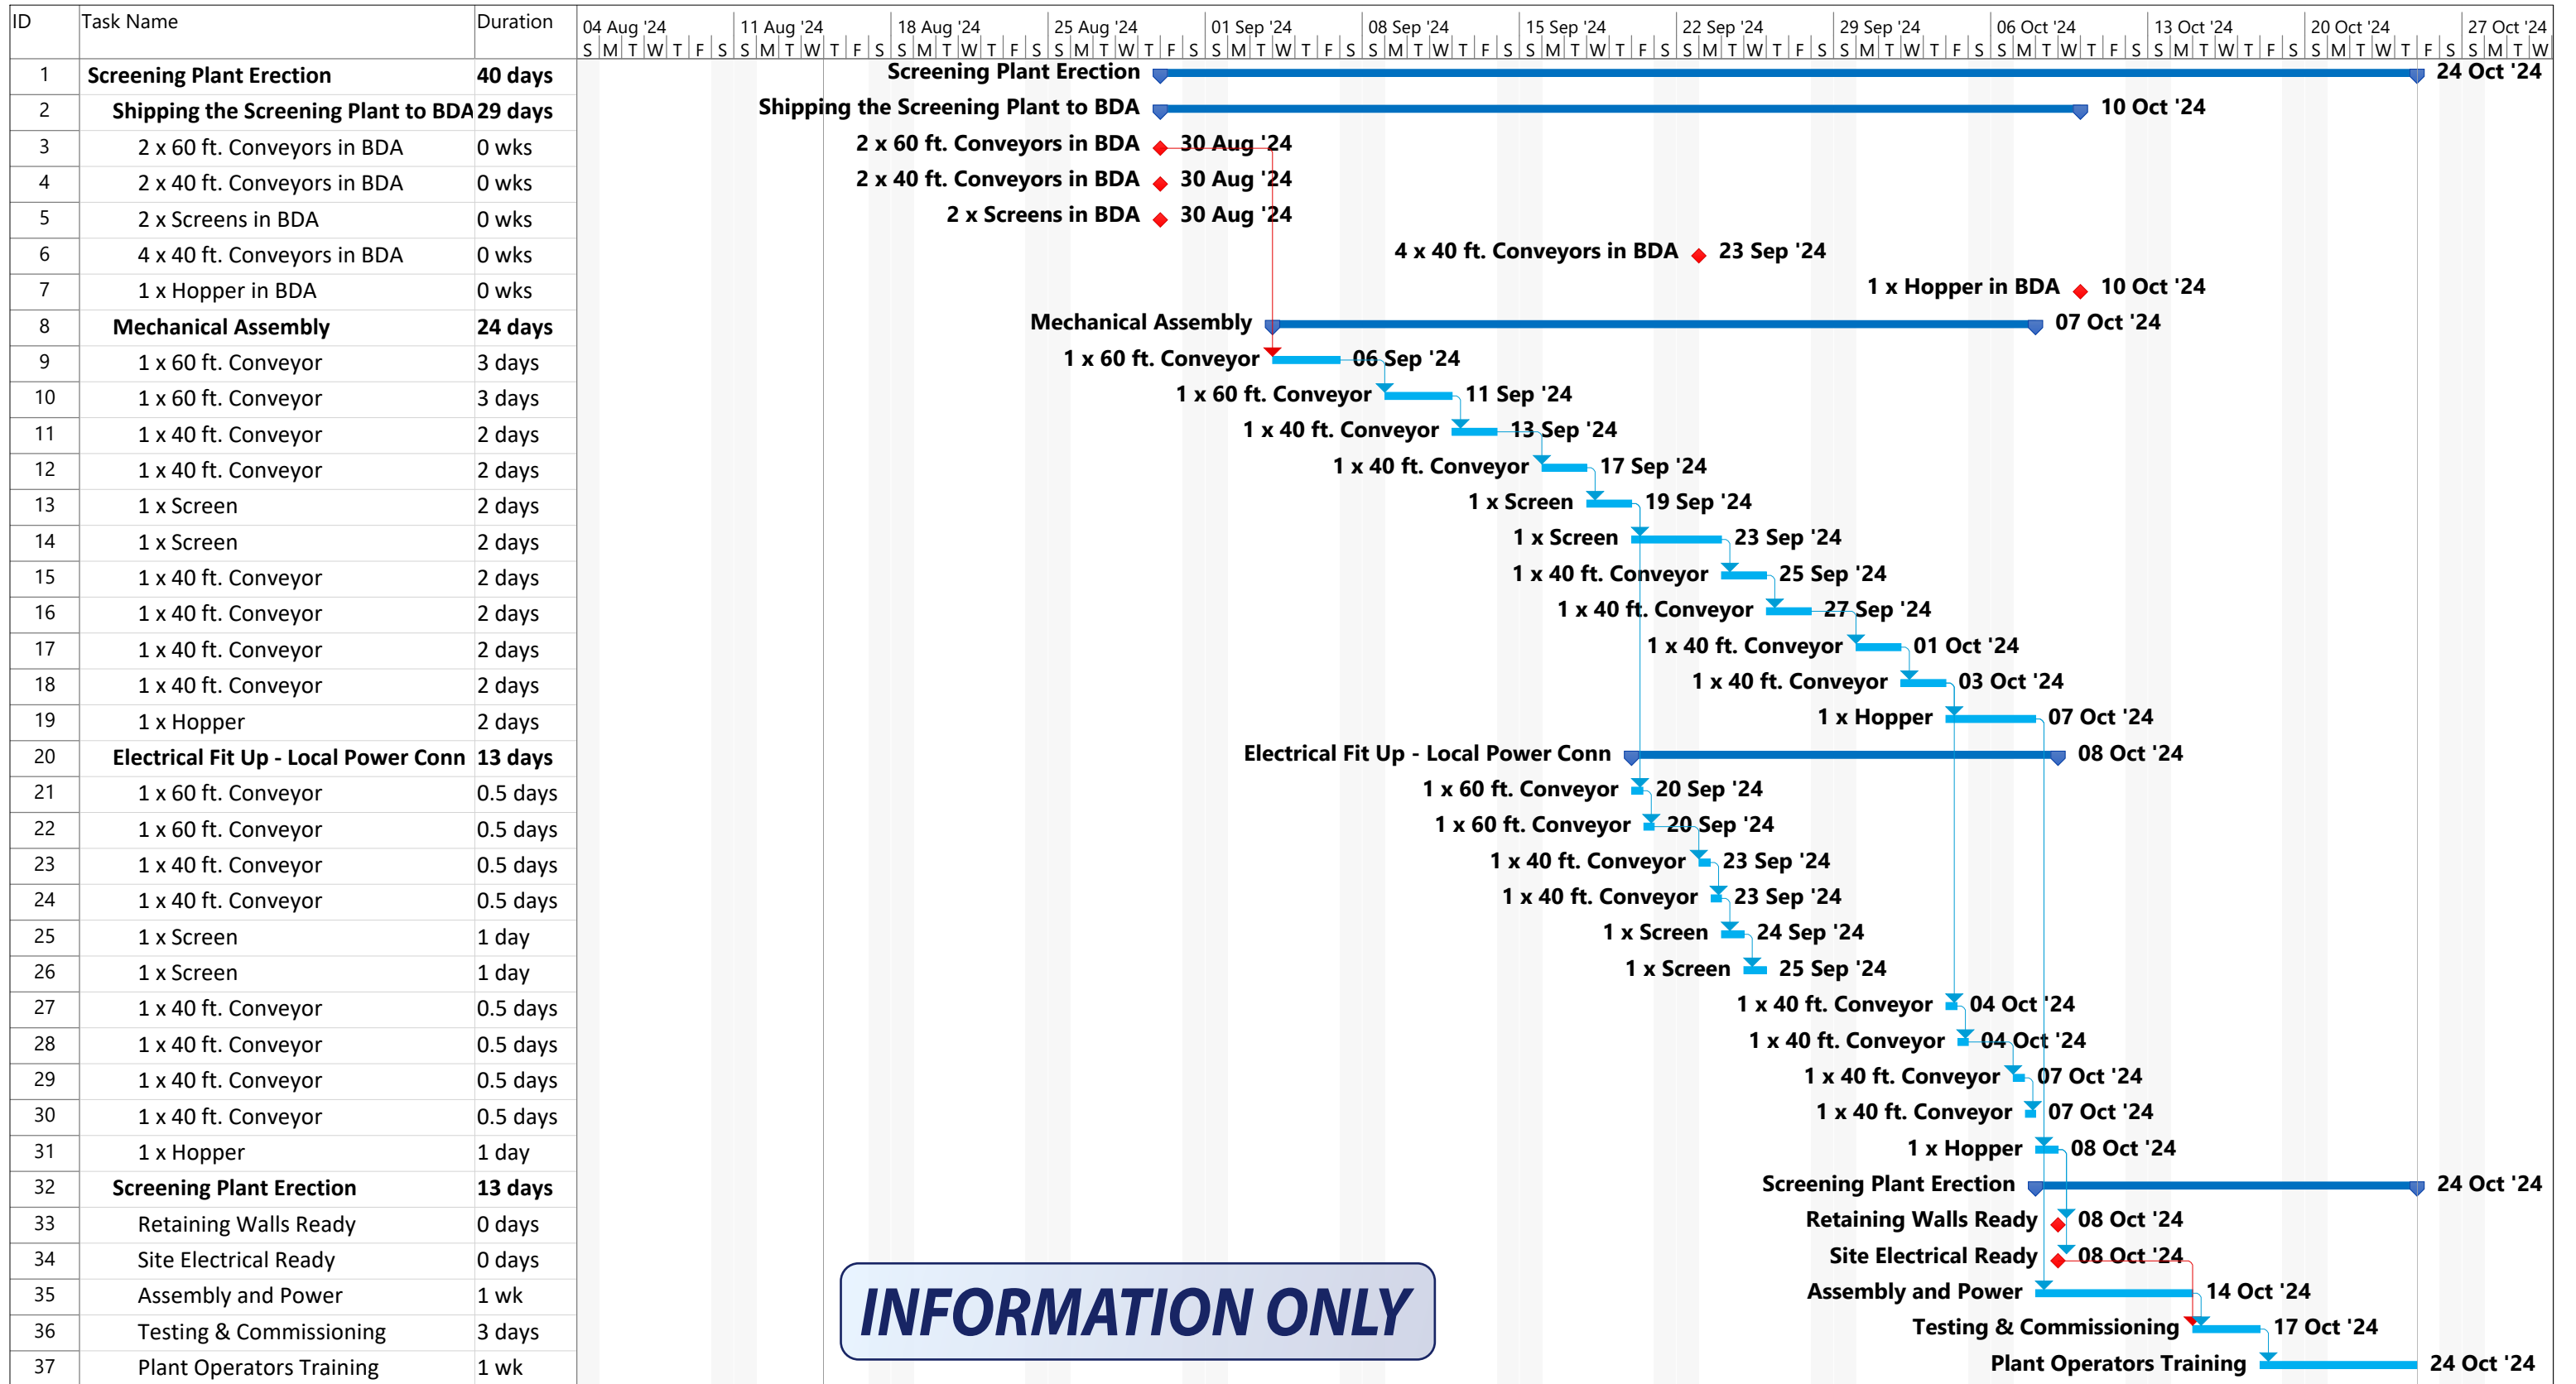 ID Task Name Duration 04 Aug '24 11 Aug '24 18 Aug '24 25 Aug '24 01 Sep '24 08 Sep '24 15 Sep '24 22 Sep '24 29 Sep '24 06 Oct '24 13 Oct '24 20 Oct '24 27 Oct '24
S M T W T F S S M T W T F S S M T W T F S S M T W T F S S M T W T F S S M T W T F S S M T W T F S S M T W T F S S M T W T F S S M T W T F S S M T W T F S S M T W T F S S M T W
1 Screening Plant Erection 40 days Screening Plant Erection 24 Oct '24
2 Shipping the Screening Plant to BDA 29 days Shipping the Screening Plant to BDA 10 Oct '24
3 2 x 60 ft. Conveyors in BDA 0 wks 2 x 60 ft. Conveyors in BDA 30 Aug '24
4 2 x 40 ft. Conveyors in BDA 0 wks 2 x 40 ft. Conveyors in BDA 30 Aug '24
5 2 x Screens in BDA 0 wks 2 x Screens in BDA 30 Aug '24
6 4 x 40 ft. Conveyors in BDA 0 wks 4 x 40 ft. Conveyors in BDA 23 Sep '24
7 1 x Hopper in BDA 0 wks 1 x Hopper in BDA 10 Oct '24
8 Mechanical Assembly 24 days Mechanical Assembly 07 Oct '24
9 1 x 60 ft. Conveyor 3 days 1 x 60 ft. Conveyor 06 Sep '24
10 1 x 60 ft. Conveyor 3 days 1 x 60 ft. Conveyor 11 Sep '24
11 1 x 40 ft. Conveyor 2 days 1 x 40 ft. Conveyor 13 Sep '24
12 1 x 40 ft. Conveyor 2 days 1 x 40 ft. Conveyor 17 Sep '24
13 1 x Screen 2 days 1 x Screen 19 Sep '24
14 1 x Screen 2 days 1 x Screen 23 Sep '24
15 1 x 40 ft. Conveyor 2 days 1 x 40 ft. Conveyor 25 Sep '24
16 1 x 40 ft. Conveyor 2 days 1 x 40 ft. Conveyor 27 Sep '24
17 1 x 40 ft. Conveyor 2 days 1 x 40 ft. Conveyor 01 Oct '24
18 1 x 40 ft. Conveyor 2 days 1 x 40 ft. Conveyor 03 Oct '24
19 1 x Hopper 2 days 1 x Hopper 07 Oct '24
20 Electrical Fit Up - Local Power Conn 13 days Electrical Fit Up - Local Power Conn 08 Oct '24
21 1 x 60 ft. Conveyor 0.5 days 1 x 60 ft. Conveyor 20 Sep '24
22 1 x 60 ft. Conveyor 0.5 days 1 x 60 ft. Conveyor 20 Sep '24
23 1 x 40 ft. Conveyor 0.5 days 1 x 40 ft. Conveyor 23 Sep '24
24 1 x 40 ft. Conveyor 0.5 days 1 x 40 ft. Conveyor 23 Sep '24
25 1 x Screen 1 day 1 x Screen 24 Sep '24
26 1 x Screen 1 day 1 x Screen 25 Sep '24
27 1 x 40 ft. Conveyor 0.5 days 1 x 40 ft. Conveyor 04 Oct '24
28 1 x 40 ft. Conveyor 0.5 days 1 x 40 ft. Conveyor 04 Oct '24
29 1 x 40 ft. Conveyor 0.5 days 1 x 40 ft. Conveyor 07 Oct '24
30 1 x 40 ft. Conveyor 0.5 days 1 x 40 ft. Conveyor 07 Oct '24
31 1 x Hopper 1 day 1 x Hopper 08 Oct '24
32 Screening Plant Erection 13 days Screening Plant Erection 24 Oct '24
33 Retaining Walls Ready 0 days Retaining Walls Ready 08 Oct '24
34 Site Electrical Ready 0 days Site Electrical Ready 08 Oct '24
35 Assembly and Power 1 wk Assembly and Power 14 Oct '24
36 Testing & Commissioning 3 days Testing & Commissioning 17 Oct '24
37 Plant Operators Training 1 wk Plant Operators Training 24 Oct '24
INFORMATION ONLY